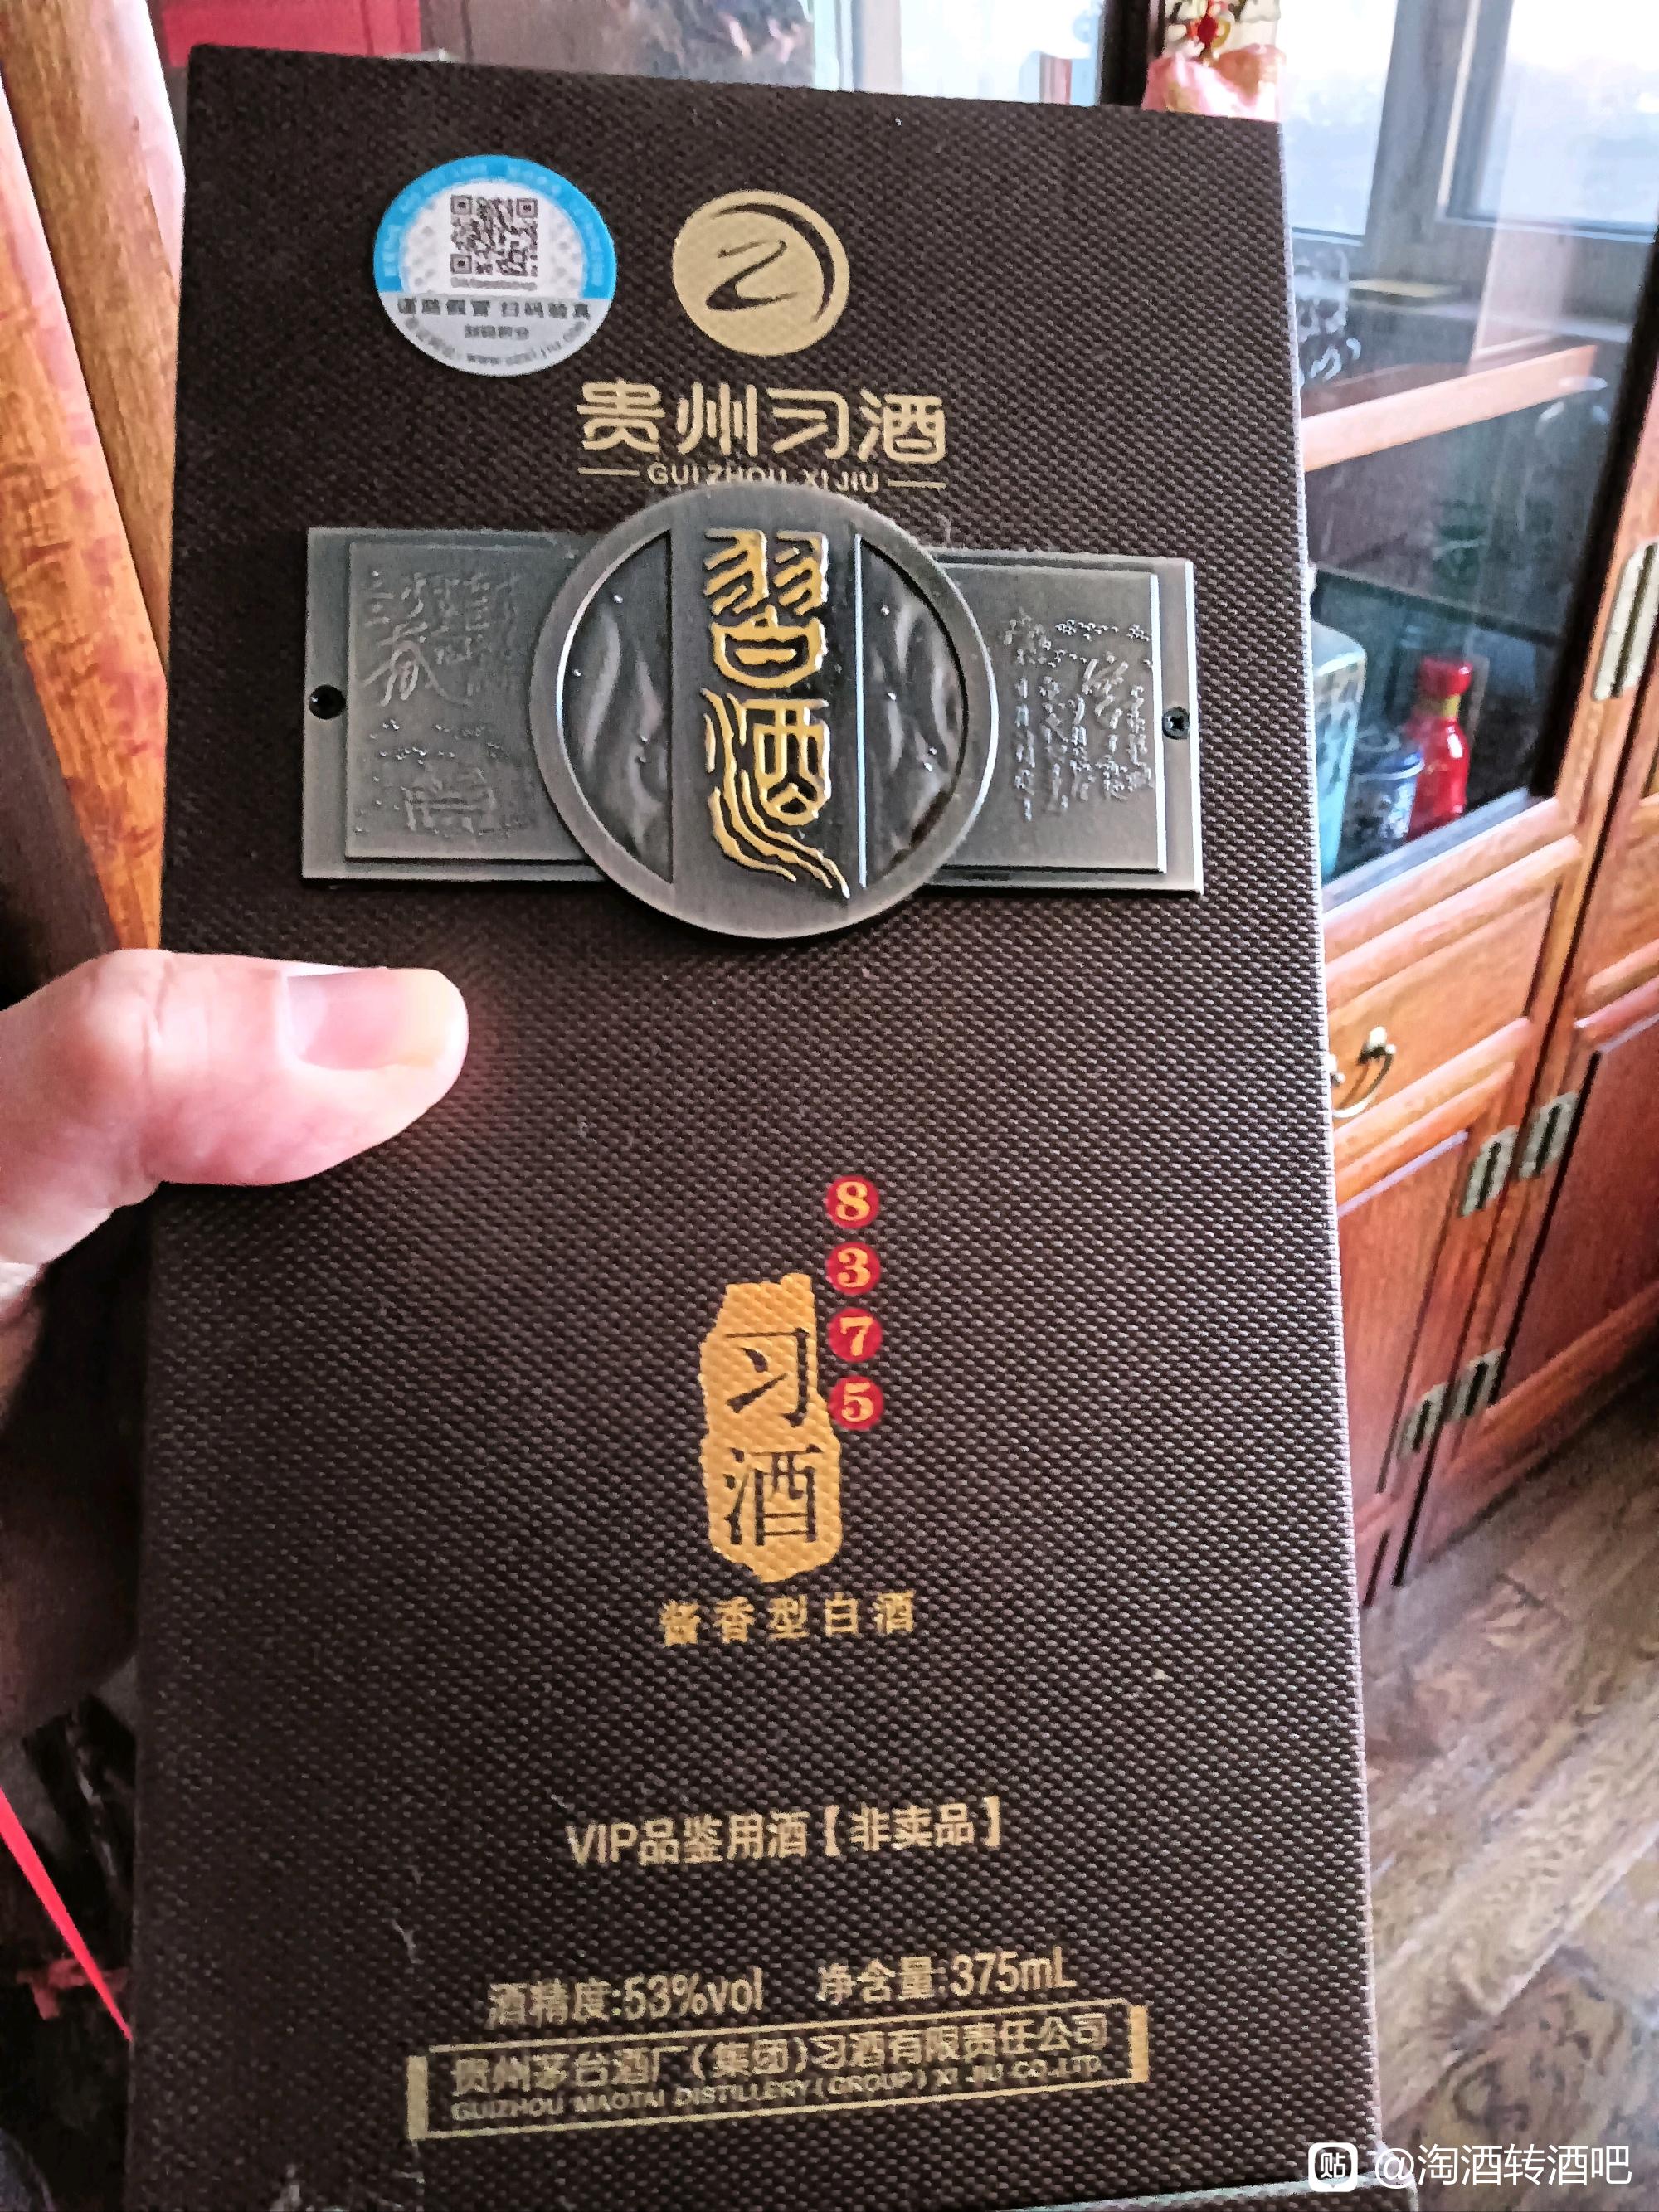 谨防假冒 扫码验真
贵州习酒
GUIZHOU XIJIU
習酒
8
3
7
5
习酒
酱香型白酒
VIP品鉴用酒【非卖品】
酒精度:53%vol 净含量:375mL
贵州茅台酒厂(集团)习酒有限责任公司
GUIZHOU MAOTAI DISTILLERY(GROUP) XI JIU CO.,LTD.
贴 @淘酒转酒吧